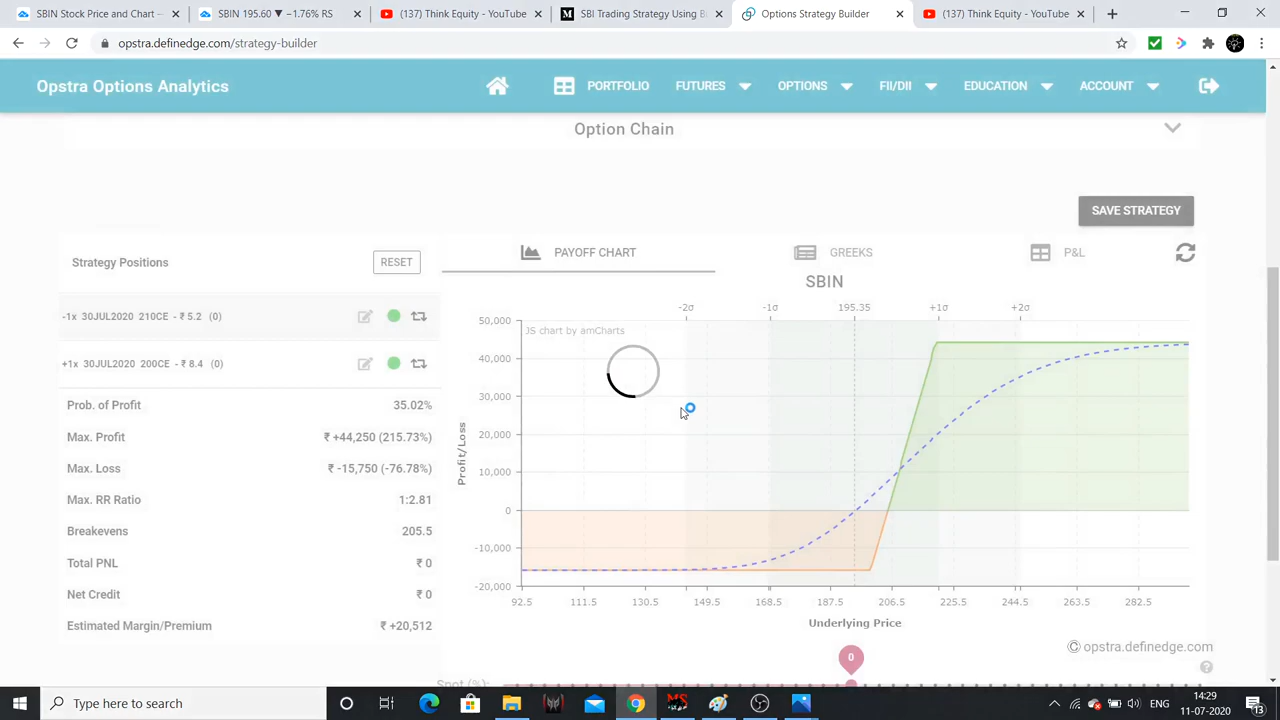 SBIN Stock Price and Chart —
SBIN 195.60 ▼ −1.76% RS
(137) Think Equity - YouTube
SBI Trading Strategy Using B
Options Strategy Builder
(137) Think Equity - YouTube
opstra.definedge.com/strategy-builder
Opstra Options Analytics
PORTFOLIO
FUTURES
OPTIONS
FII/DII
EDUCATION
ACCOUNT
Option Chain
SAVE STRATEGY
Strategy Positions
RESET
PAYOFF CHART
GREEKS
P&L
SBIN
-1x 30JUL2020 210CE - ₹ 5.2 (0)
+1x 30JUL2020 200CE - ₹ 8.4 (0)
Prob. of Profit 35.02%
Max. Profit ₹ +44,250 (215.73%)
Max. Loss ₹ -15,750 (-76.78%)
Max. RR Ratio 1:2.81
Breakevens 205.5
Total PNL ₹ 0
Net Credit ₹ 0
Estimated Margin/Premium ₹ +20,512
-2σ -1σ 195.35 +1σ +2σ
JS chart by amCharts
50,000
40,000
30,000
20,000
10,000
0
-10,000
-20,000
Profit/Loss
92.5 111.5 130.5 149.5 168.5 187.5 206.5 225.5 244.5 263.5 282.5
Underlying Price
© opstra.definedge.com
0
Spot (%):
Type here to search
ENG
14:29
11-07-2020
13